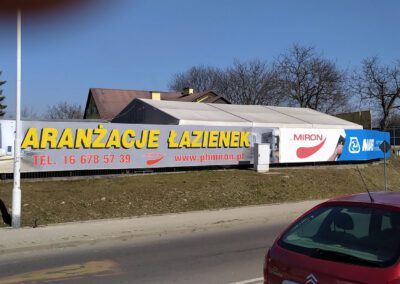 ARANŻACJE ŁAZIENEK
TEL. 16 678 57 39 www.pbmiron.pl
MIRON